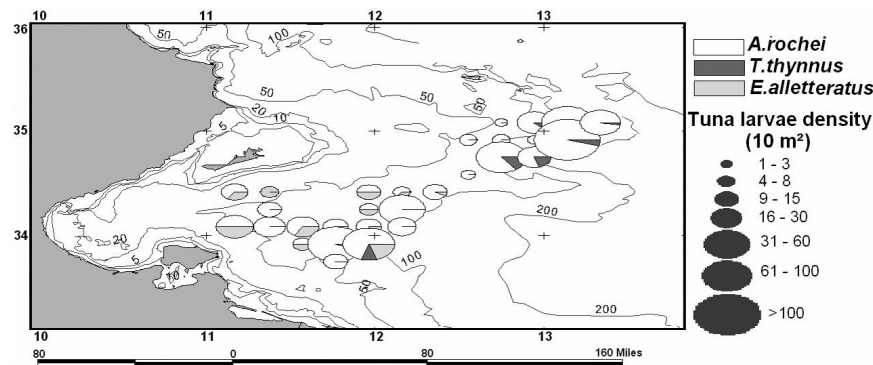 10 11 12 13
36
35
34
50
100
50
20
10
5
50
50
200
100
50
200
20
5
10
10 11 12 13
80 0 80 160 Miles
A.rochei
T.thynnus
E.alletteratus
Tuna larvae density
(10 m²)
1 - 3
4 - 8
9 - 15
16 - 30
31 - 60
61 - 100
>100